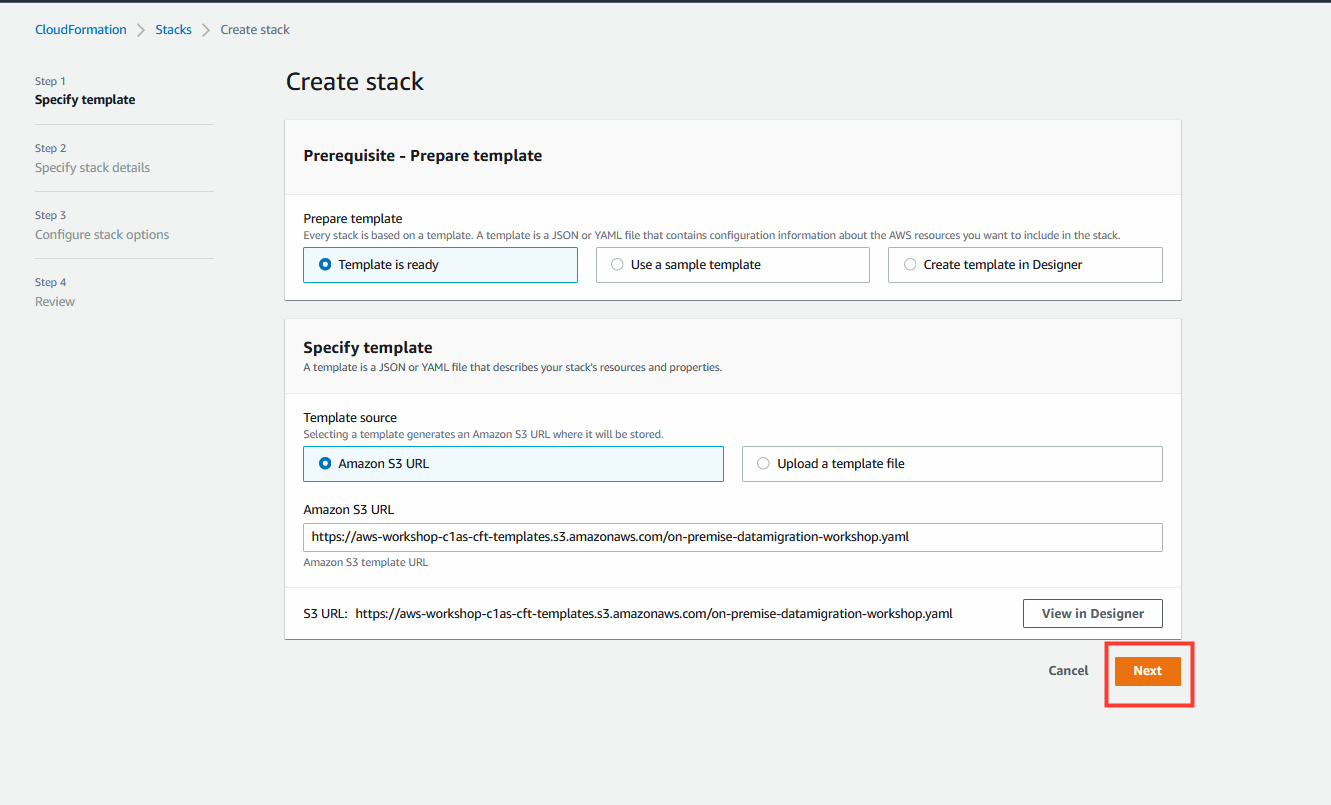 CloudFormation > Stacks > Create stack
Step 1
Specify template
Step 2
Specify stack details
Step 3
Configure stack options
Step 4
Review
Create stack
Prerequisite - Prepare template
Prepare template
Every stack is based on a template. A template is a JSON or YAML file that contains configuration information about the AWS resources you want to include in the stack.
Template is ready
Use a sample template
Create template in Designer
Specify template
A template is a JSON or YAML file that describes your stack's resources and properties.
Template source
Selecting a template generates an Amazon S3 URL where it will be stored.
Amazon S3 URL
Upload a template file
Amazon S3 URL
https://aws-workshop-c1as-cft-templates.s3.amazonaws.com/on-premise-datamigration-workshop.yaml
Amazon S3 template URL
S3 URL: https://aws-workshop-c1as-cft-templates.s3.amazonaws.com/on-premise-datamigration-workshop.yaml
View in Designer
Cancel
Next